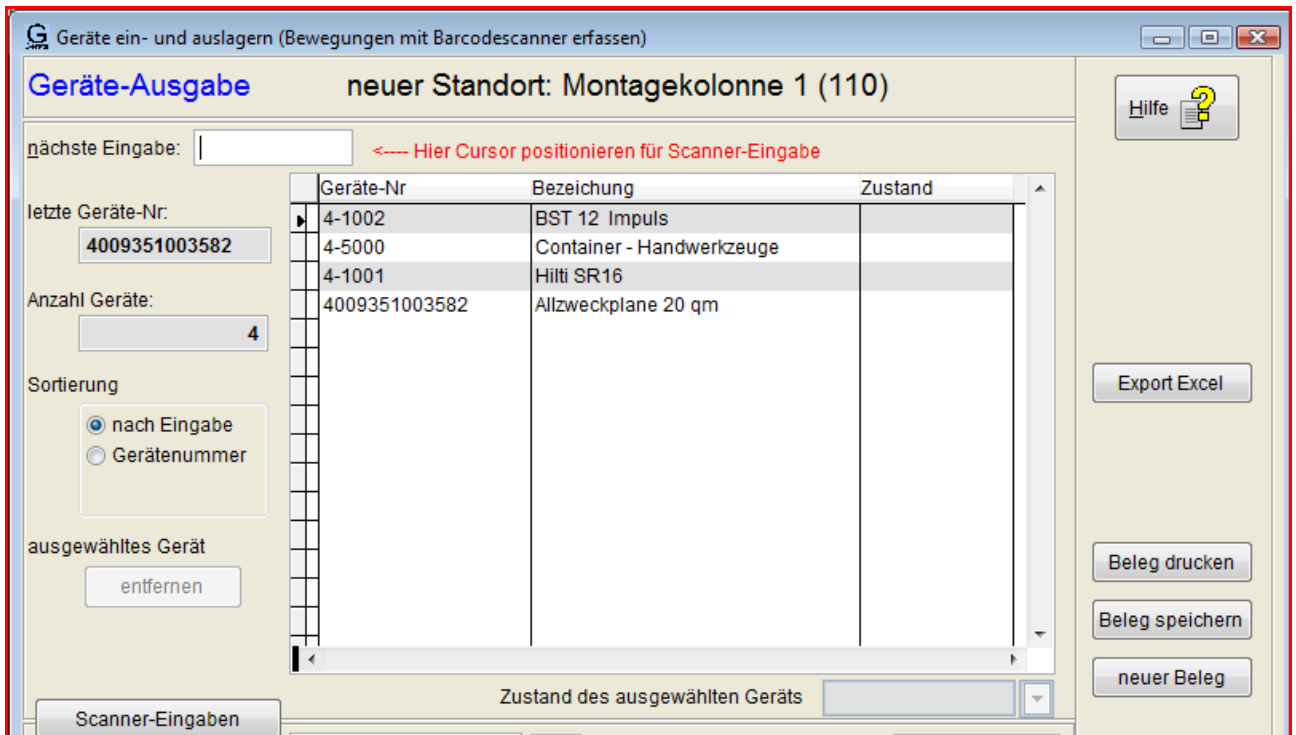 Geräte ein- und auslagern (Bewegungen mit Barcodescanner erfassen)
Geräte-Ausgabe neuer Standort: Montagekolonne 1 (110)
Hilfe
nächste Eingabe: <---- Hier Cursor positionieren für Scanner-Eingabe
Geräte-Nr Bezeichung Zustand
letzte Geräte-Nr:
4009351003582
4-1002 BST 12 Impuls
4-5000 Container - Handwerkzeuge
4-1001 Hilti SR16
4009351003582 Allzweckplane 20 qm
Anzahl Geräte:
4
Sortierung
nach Eingabe
Gerätenummer
ausgewähltes Gerät
entfernen
Export Excel
Beleg drucken
Beleg speichern
neuer Beleg
Zustand des ausgewählten Geräts
Scanner-Eingaben